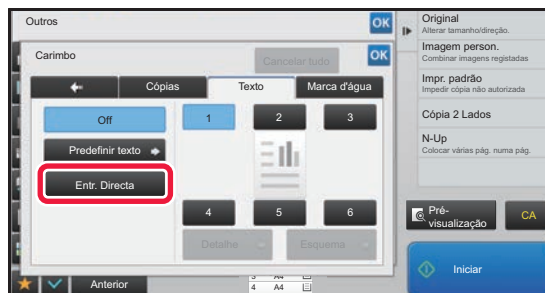 Outros
OK
Carimbo
Cancelar tudo
OK
Cópias
Texto
Marca d'água
Off
1
2
3
Predefinir texto
Entr. Directa
4
5
6
Detalhe
Esquema
Anterior
3 A4
4 A4
Original
Alterar tamanho/direção.
Imagem person.
Combinar imagens registadas
Impr. padrão
Impedir cópia não autorizada
Cópia 2 Lados
N-Up
Colocar várias pág. numa pág.
Pré-
visualização
CA
Iniciar